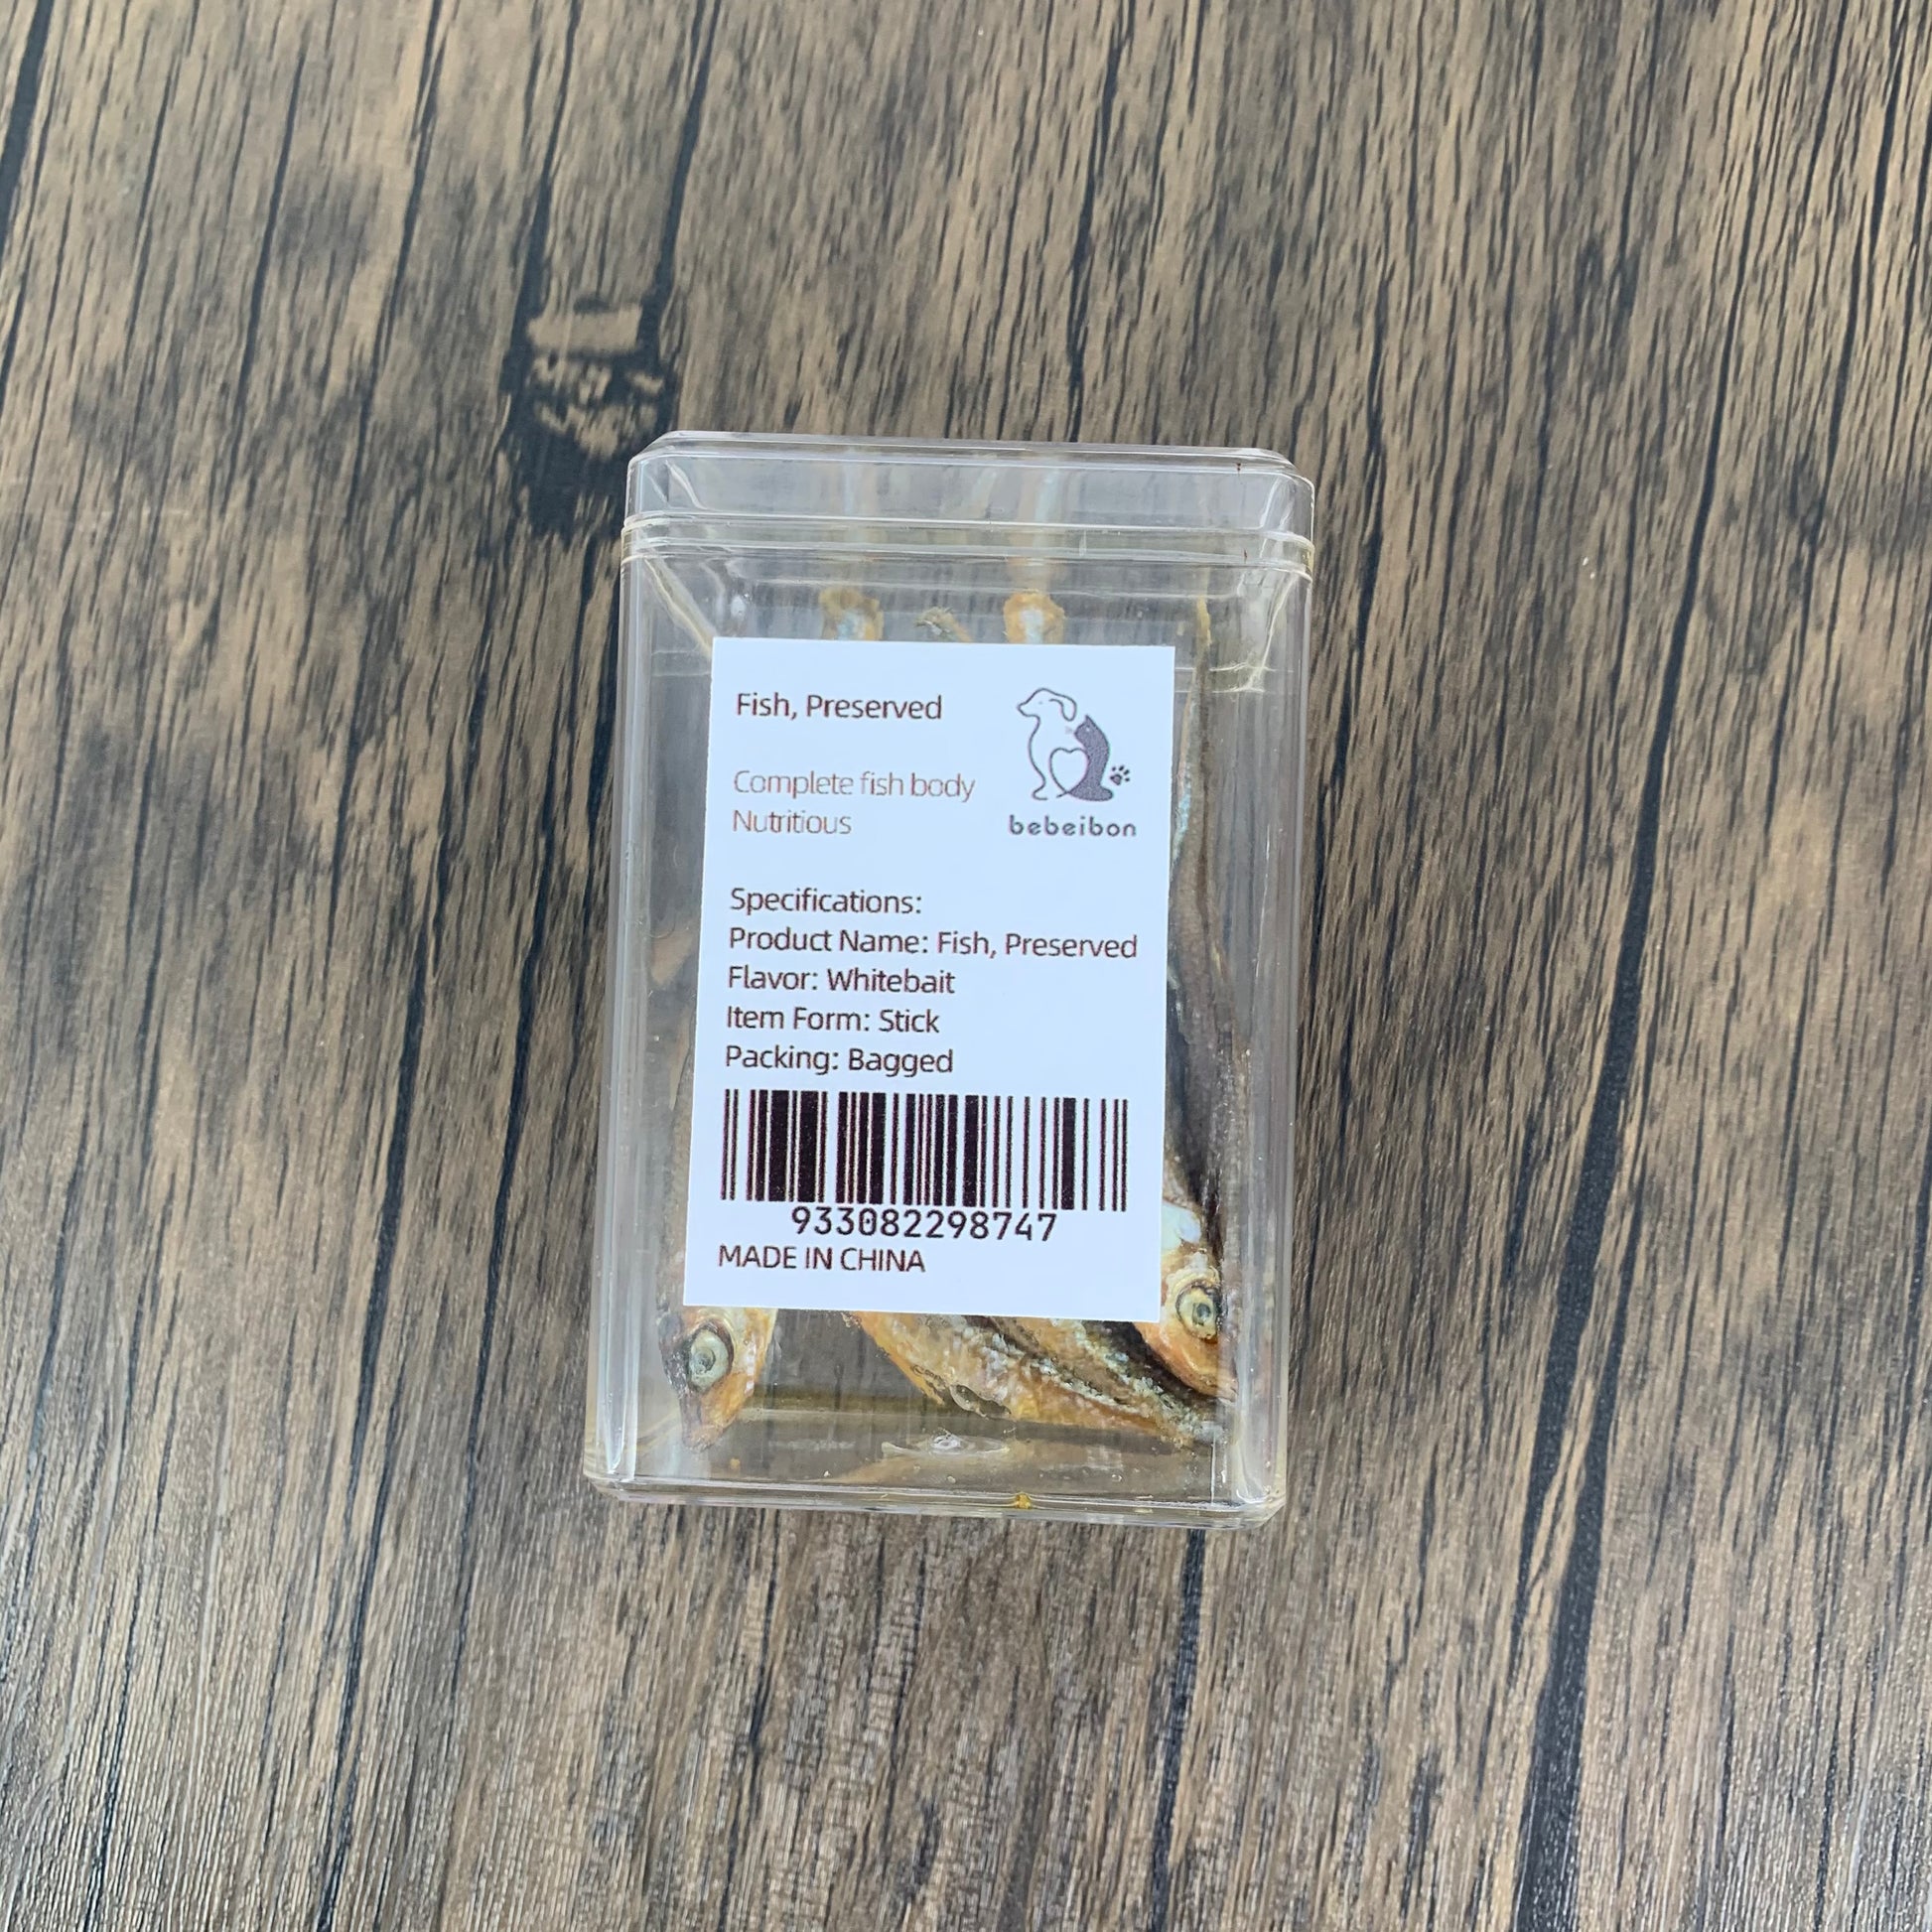 Fish, Preserved
Complete fish body
Nutritious
bebeibon
Specifications:
Product Name: Fish, Preserved
Flavor: Whitebait
Item Form: Stick
Packing: Bagged
933082298747
MADE IN CHINA